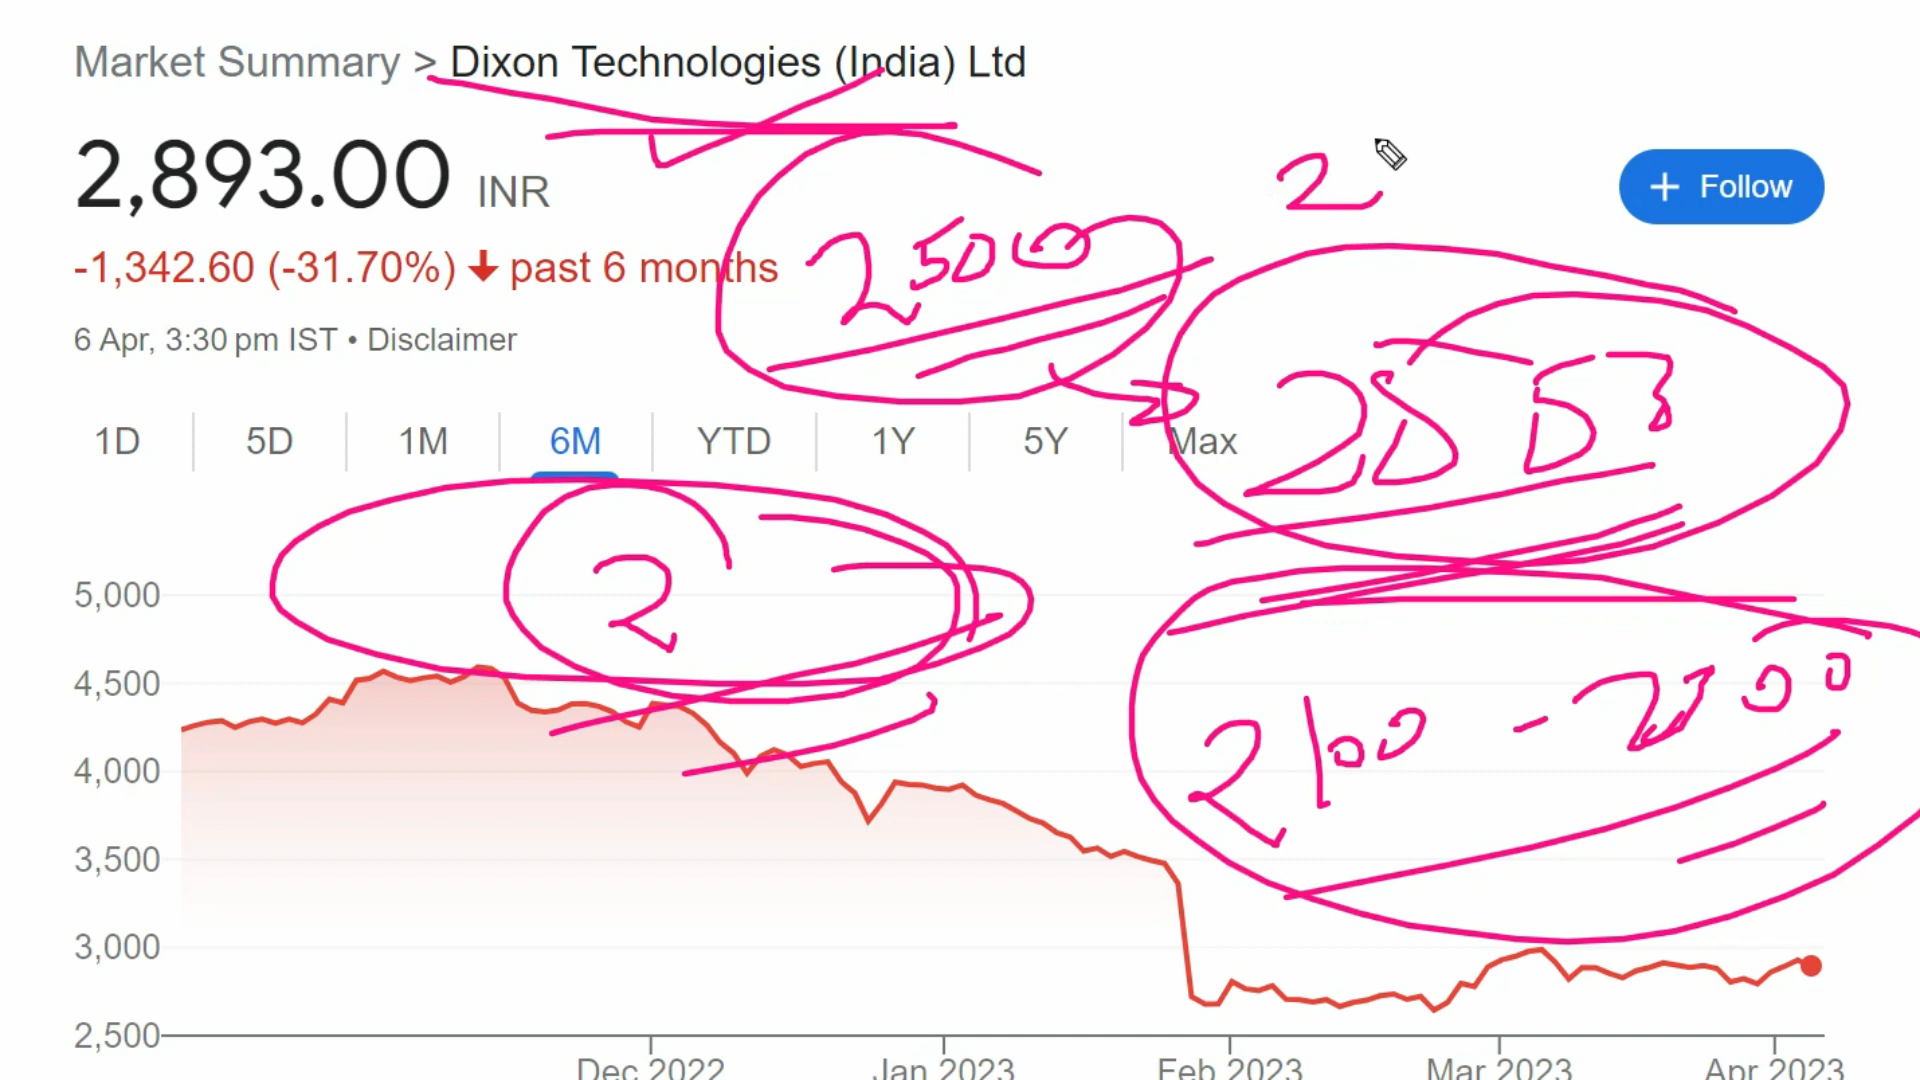 Market Summary > Dixon Technologies (India) Ltd
2,893.00 INR
2
+ Follow
2500
-1,342.60 (-31.70%) ↓ past 6 months
6 Apr, 3:30 pm IST • Disclaimer
1D 5D 1M 6M YTD 1Y 5Y Max
2
5,000
4,500
2100 -
4,000
3,500
3,000
2,500
Dec 2022 Jan 2023 Feb 2023 Mar 2023 Apr 2023